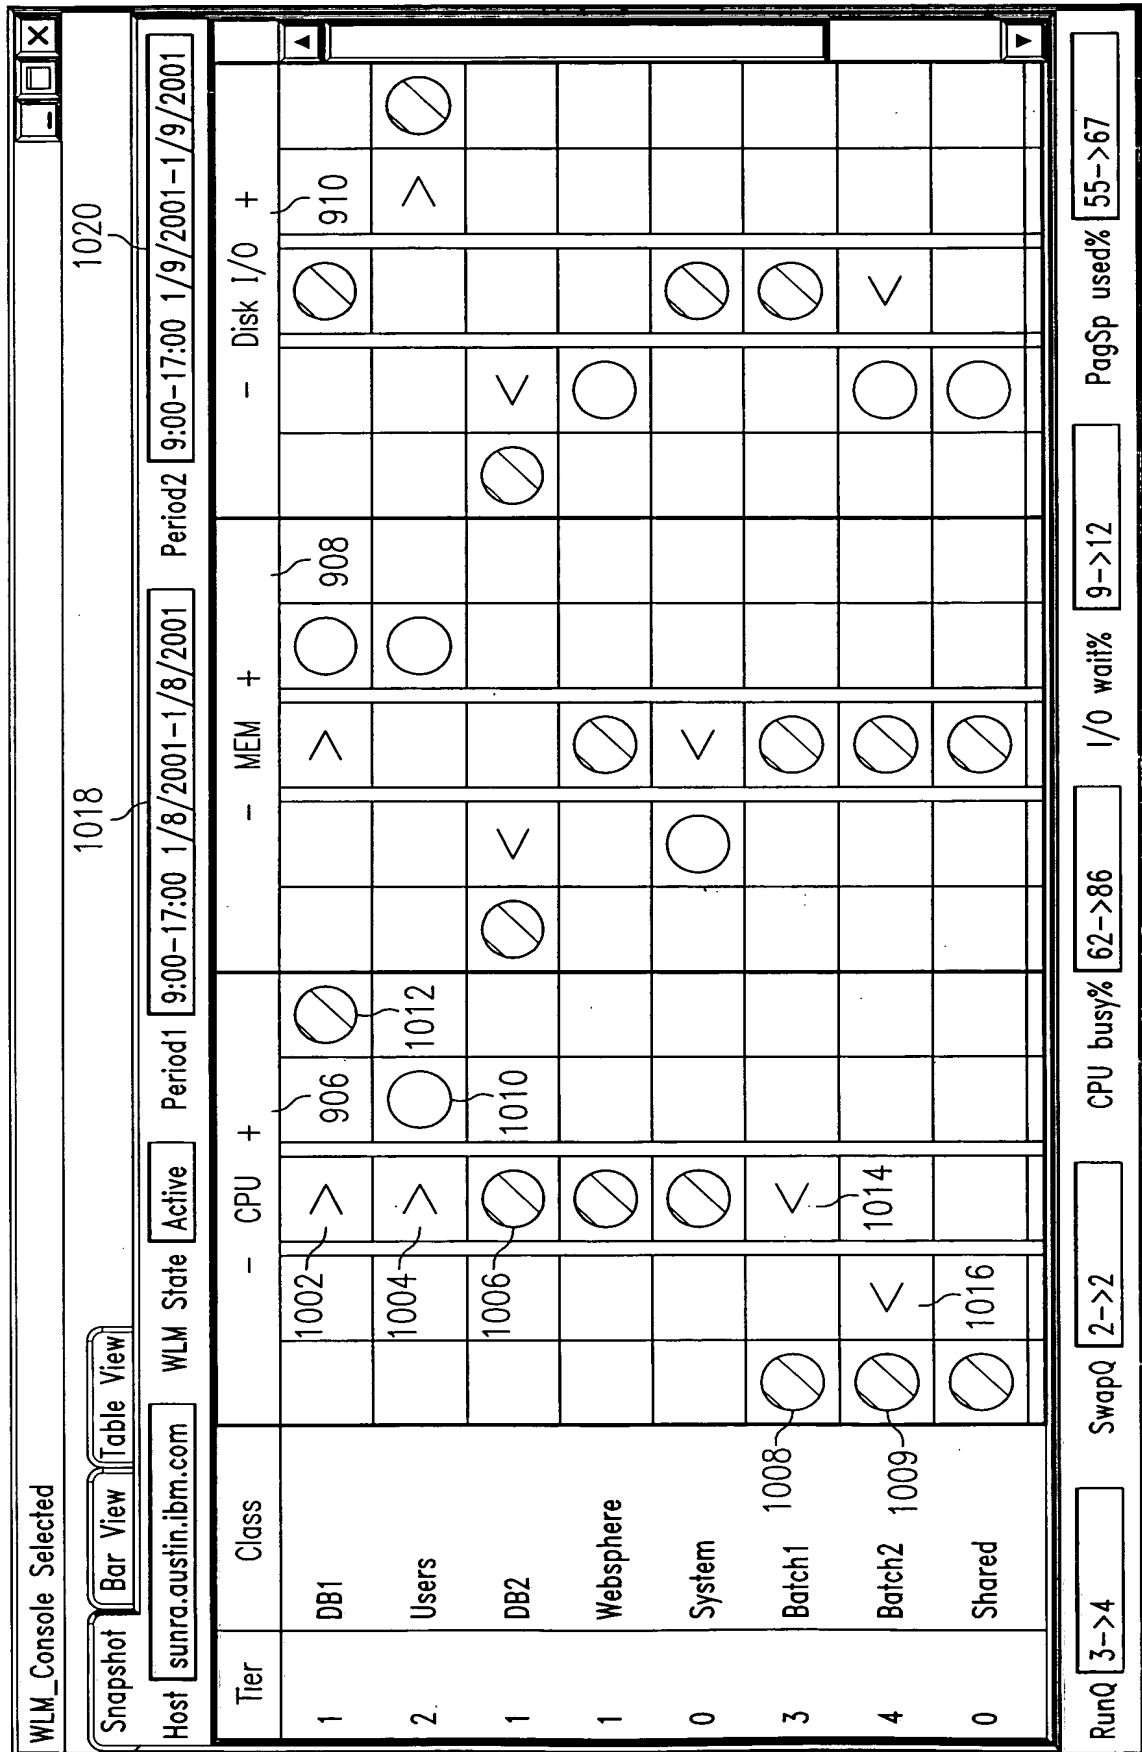 WLM_Console Selected
Snapshot Bar View Table View
1018 1020
Host sunra.austin.ibm.com WLM State Active Period1 9:00-17:00 1/8/2001-1/8/2001 Period2 9:00-17:00 1/9/2001-1/9/2001
Tier Class - CPU + - MEM + - Disk I/O +
1 DB1 1002 > 906 > 908 910
2 Users 1004 > 1012 >
1 DB2 1006 1010 < <
1 Websphere
0 System <
3 Batch1 1008 <
4 Batch2 1009 < 1014 <
0 Shared 1016
RunQ 3->4 SwapQ 2->2 CPU busy% 62->86 I/O wait% 9->12 PagSp used% 55->67